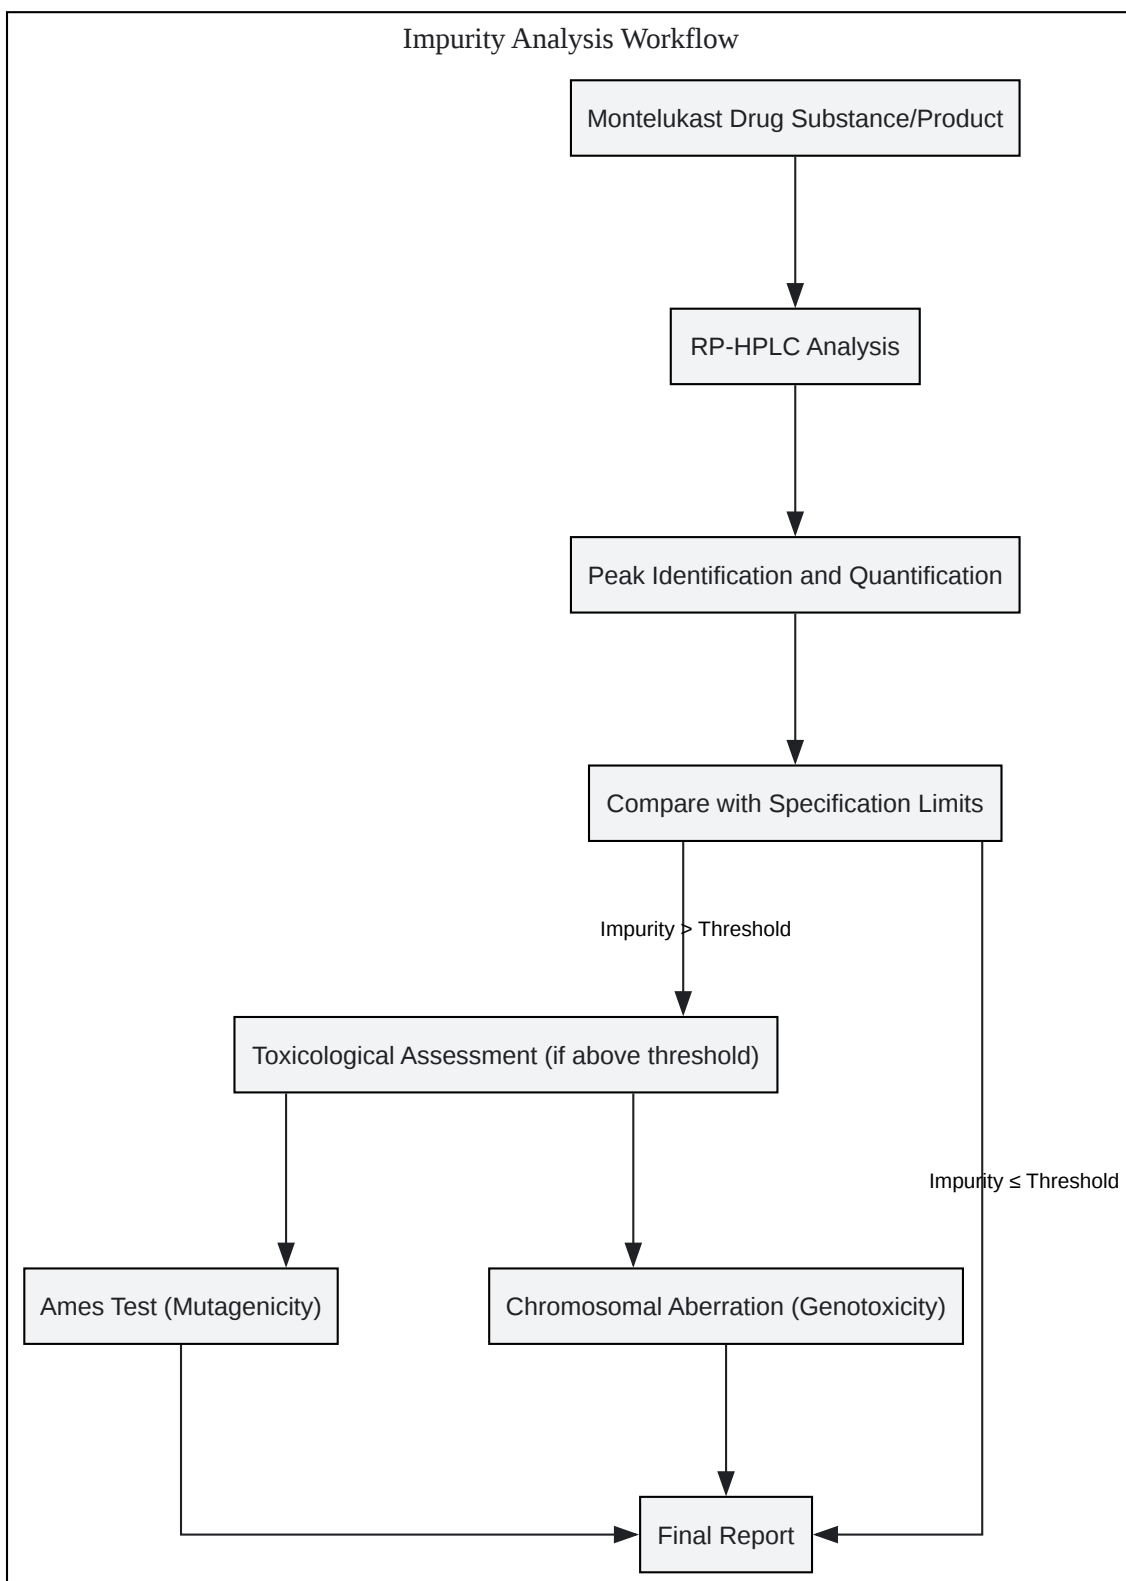 Impurity Analysis Workflow
Montelukast Drug Substance/Product
RP-HPLC Analysis
Peak Identification and Quantification
Compare with Specification Limits
Impurity > Threshold
Toxicological Assessment (if above threshold)
Impurity ≤ Threshold
Ames Test (Mutagenicity)
Chromosomal Aberration (Genotoxicity)
Final Report